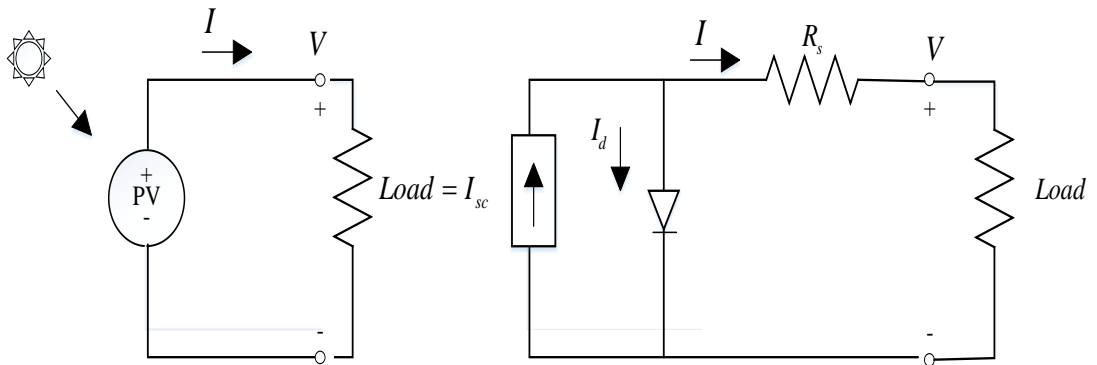 I
V
+
+
PV
-
Load = I_sc
-
I
R_s
V
+
I_d
Load
-